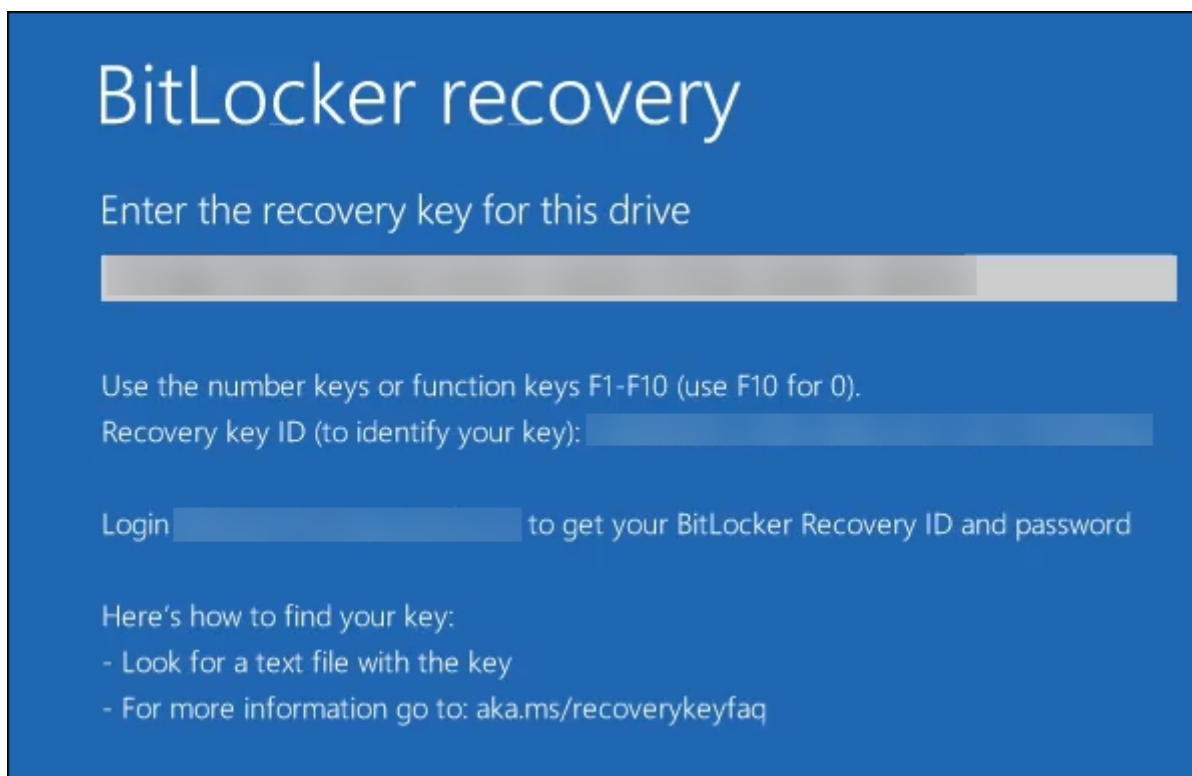 BitLocker recovery
Enter the recovery key for this drive
Use the number keys or function keys F1-F10 (use F10 for 0).
Recovery key ID (to identify your key):
Login to get your BitLocker Recovery ID and password
Here's how to find your key:
- Look for a text file with the key
- For more information go to: aka.ms/recoverykeyfaq